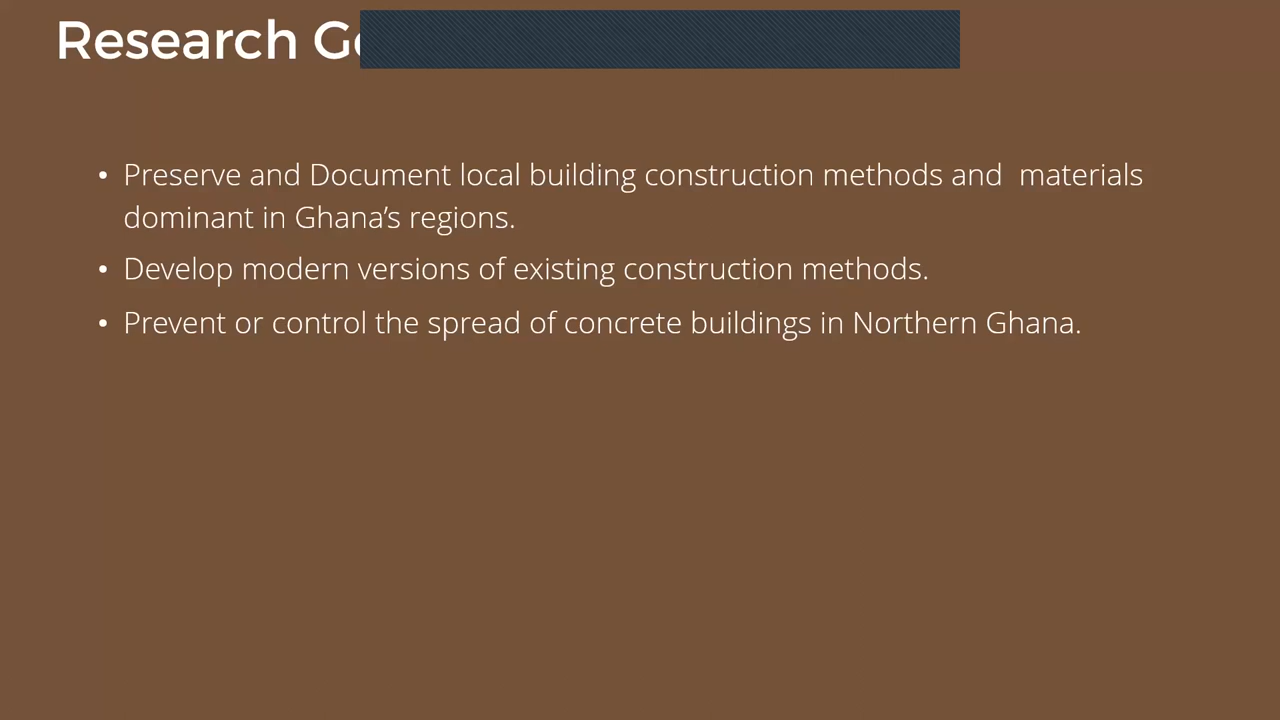 Research
• Preserve and Document local building construction methods and  materials
dominant in Ghana’s regions.
• Develop modern versions of existing construction methods.
• Prevent or control the spread of concrete buildings in Northern Ghana.